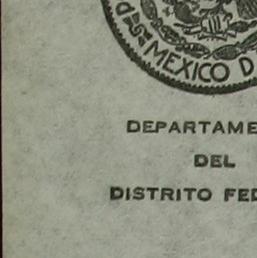 MEXICO D
DEPARTAME
DEL
DISTRITO FED